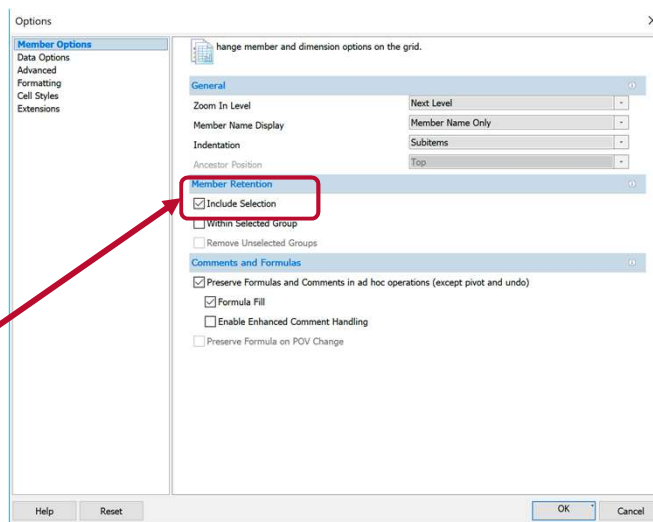 Options
Member Options
Data Options
Advanced
Formatting
Cell Styles
Extensions
hange member and dimension options on the grid.
General
Zoom In Level Next Level
Member Name Display Member Name Only
Indentation Subitems
Ancestor Position Top
Member Retention
Include Selection
Within Selected Group
Remove Unselected Groups
Comments and Formulas
Preserve Formulas and Comments in ad hoc operations (except pivot and undo)
Formula Fill
Enable Enhanced Comment Handling
Preserve Formula on POV Change
Help Reset OK Cancel